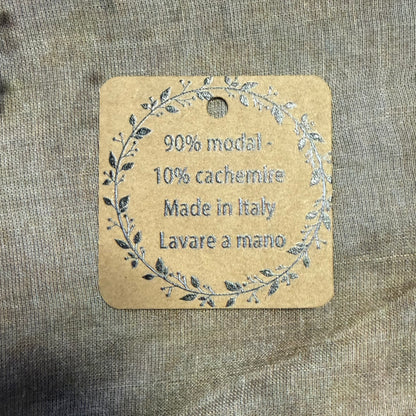 90% modal -
10% cachemire
Made in Italy
Lavare a mano